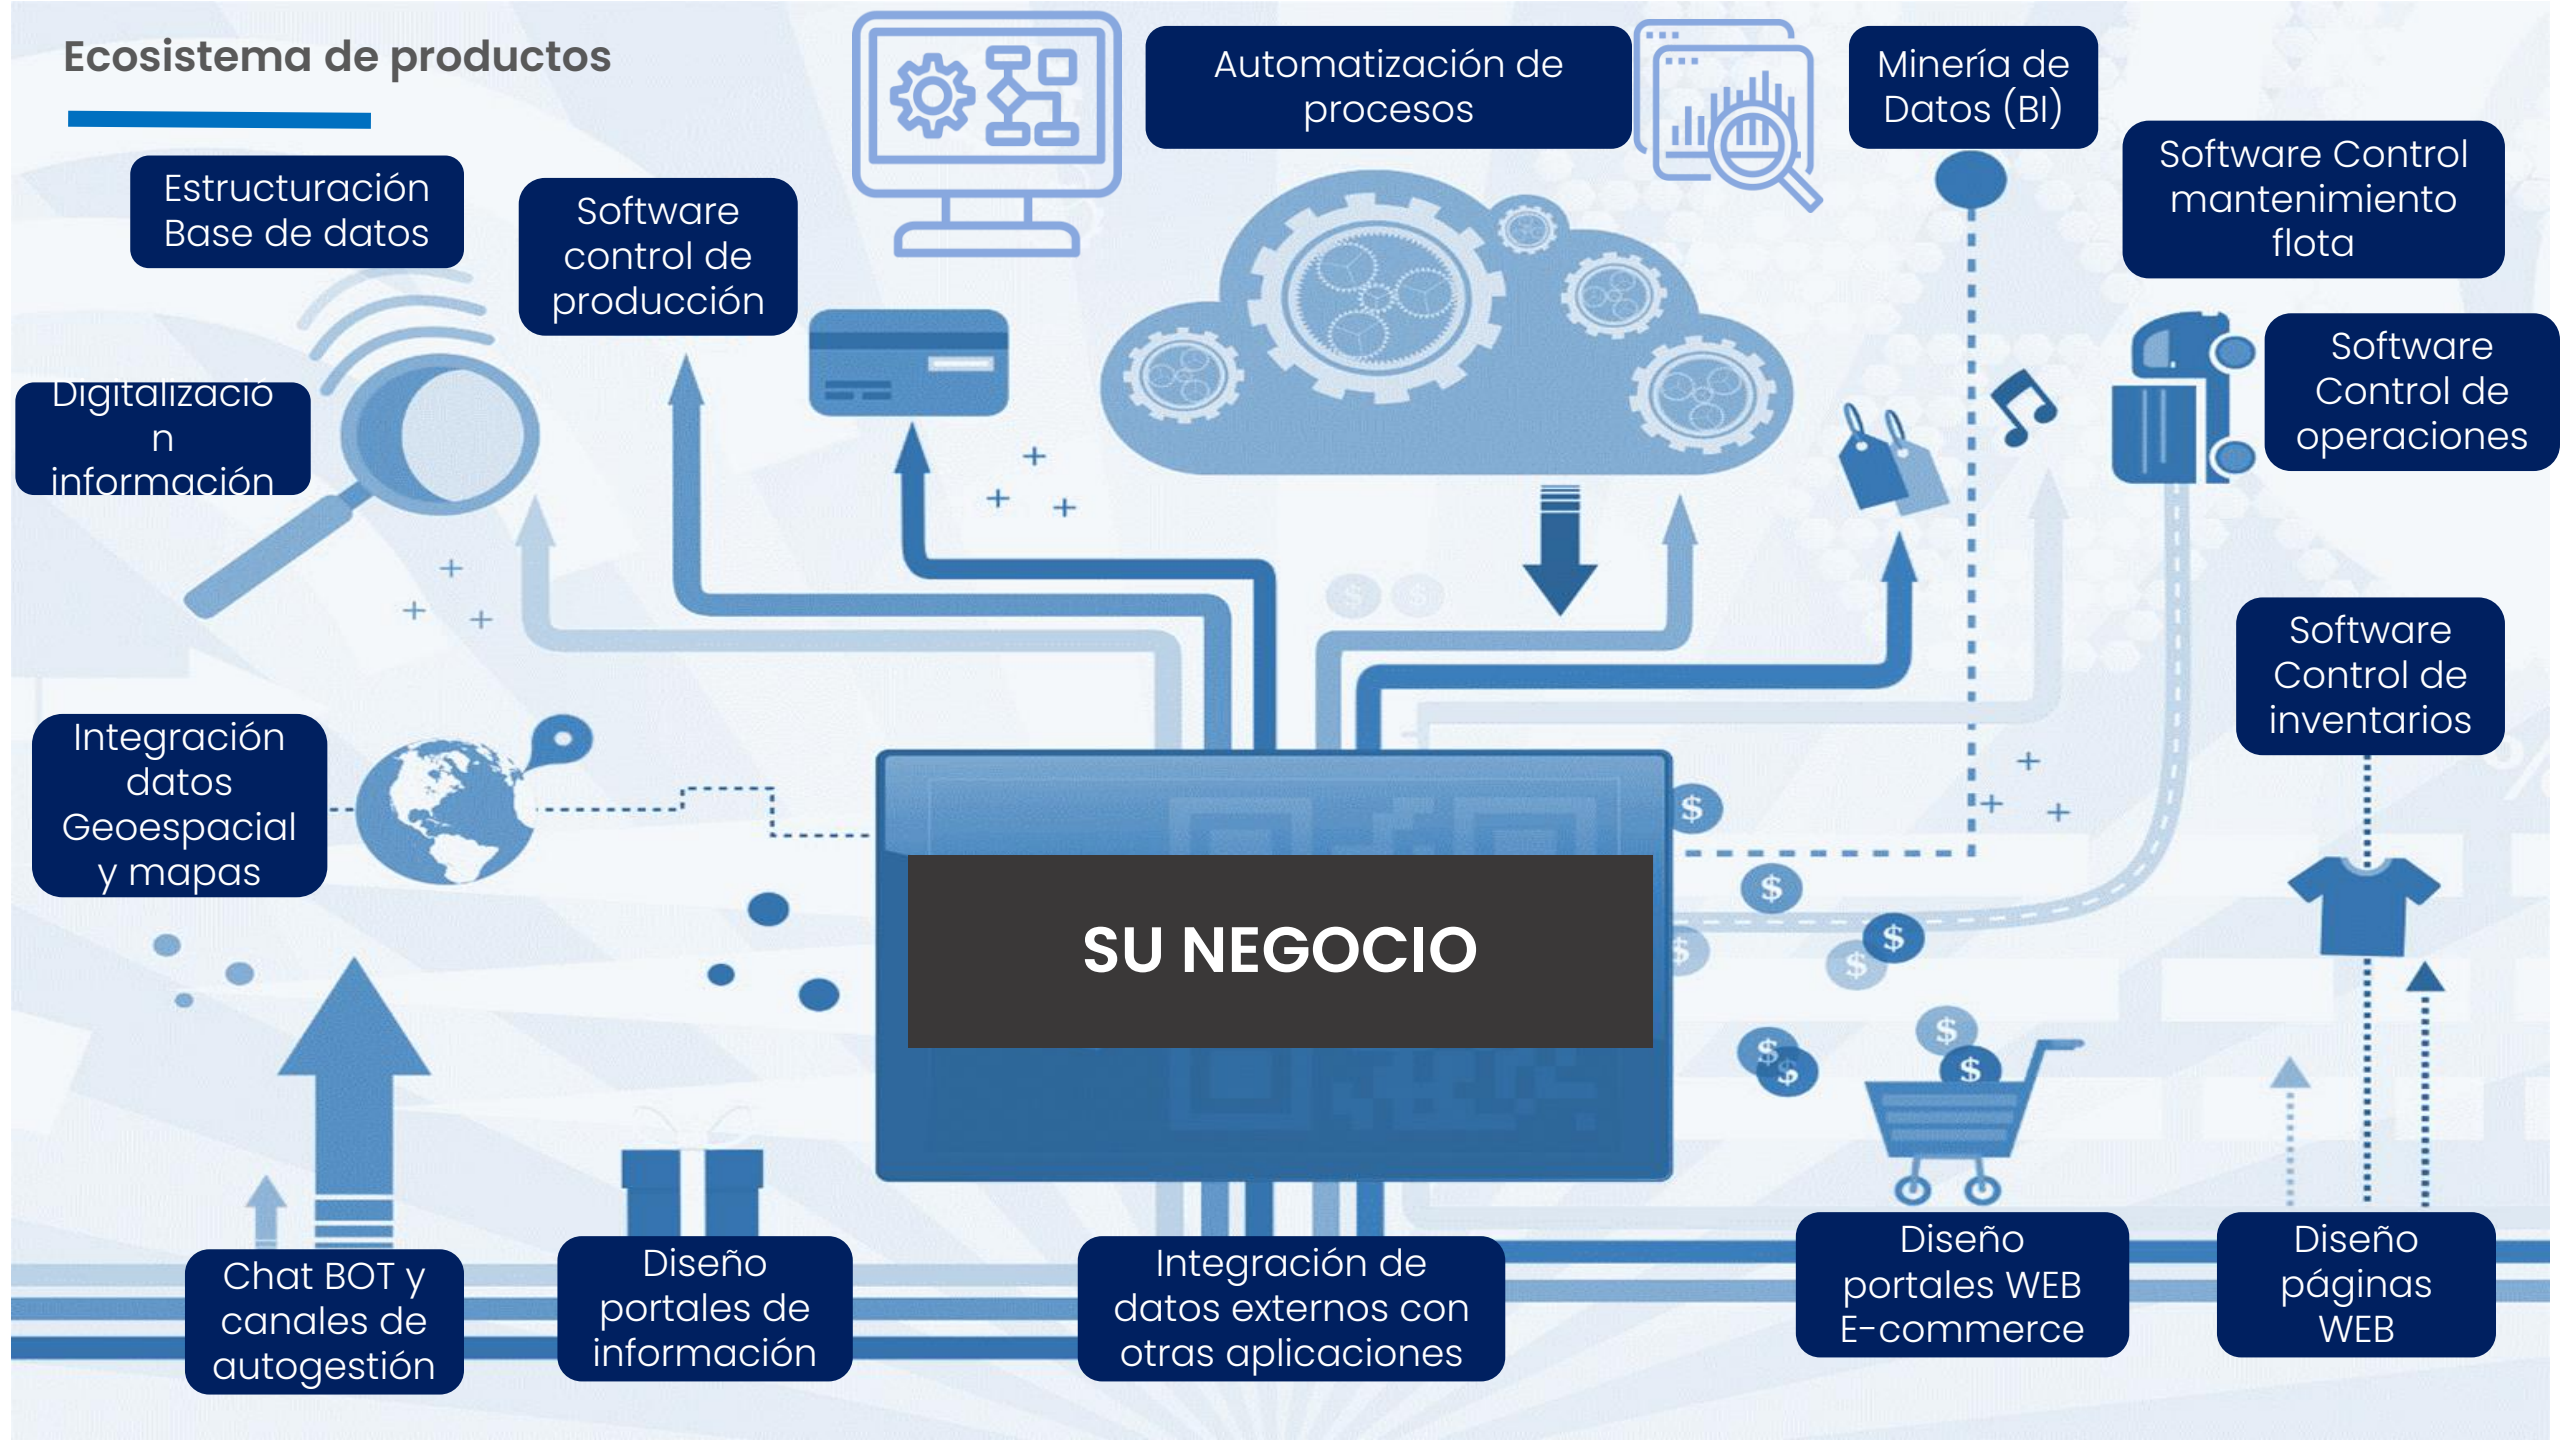 Ecosistema de productos
Automatización de
procesos
Minería de
Datos (BI)
Software Control
mantenimiento
flota
Estructuración
Base de datos
Software
control de
producción
Software
Control de
operaciones
Digitalizació
n
información
Software
Control de
inventarios
Integración
datos
Geoespacial
y mapas
$
$
$
$
$
$
$
$
$
SU NEGOCIO
Chat BOT y
canales de
autogestión
Diseño
portales de
información
Integración de
datos externos con
otras aplicaciones
Diseño
portales WEB
E-commerce
Diseño
páginas
WEB